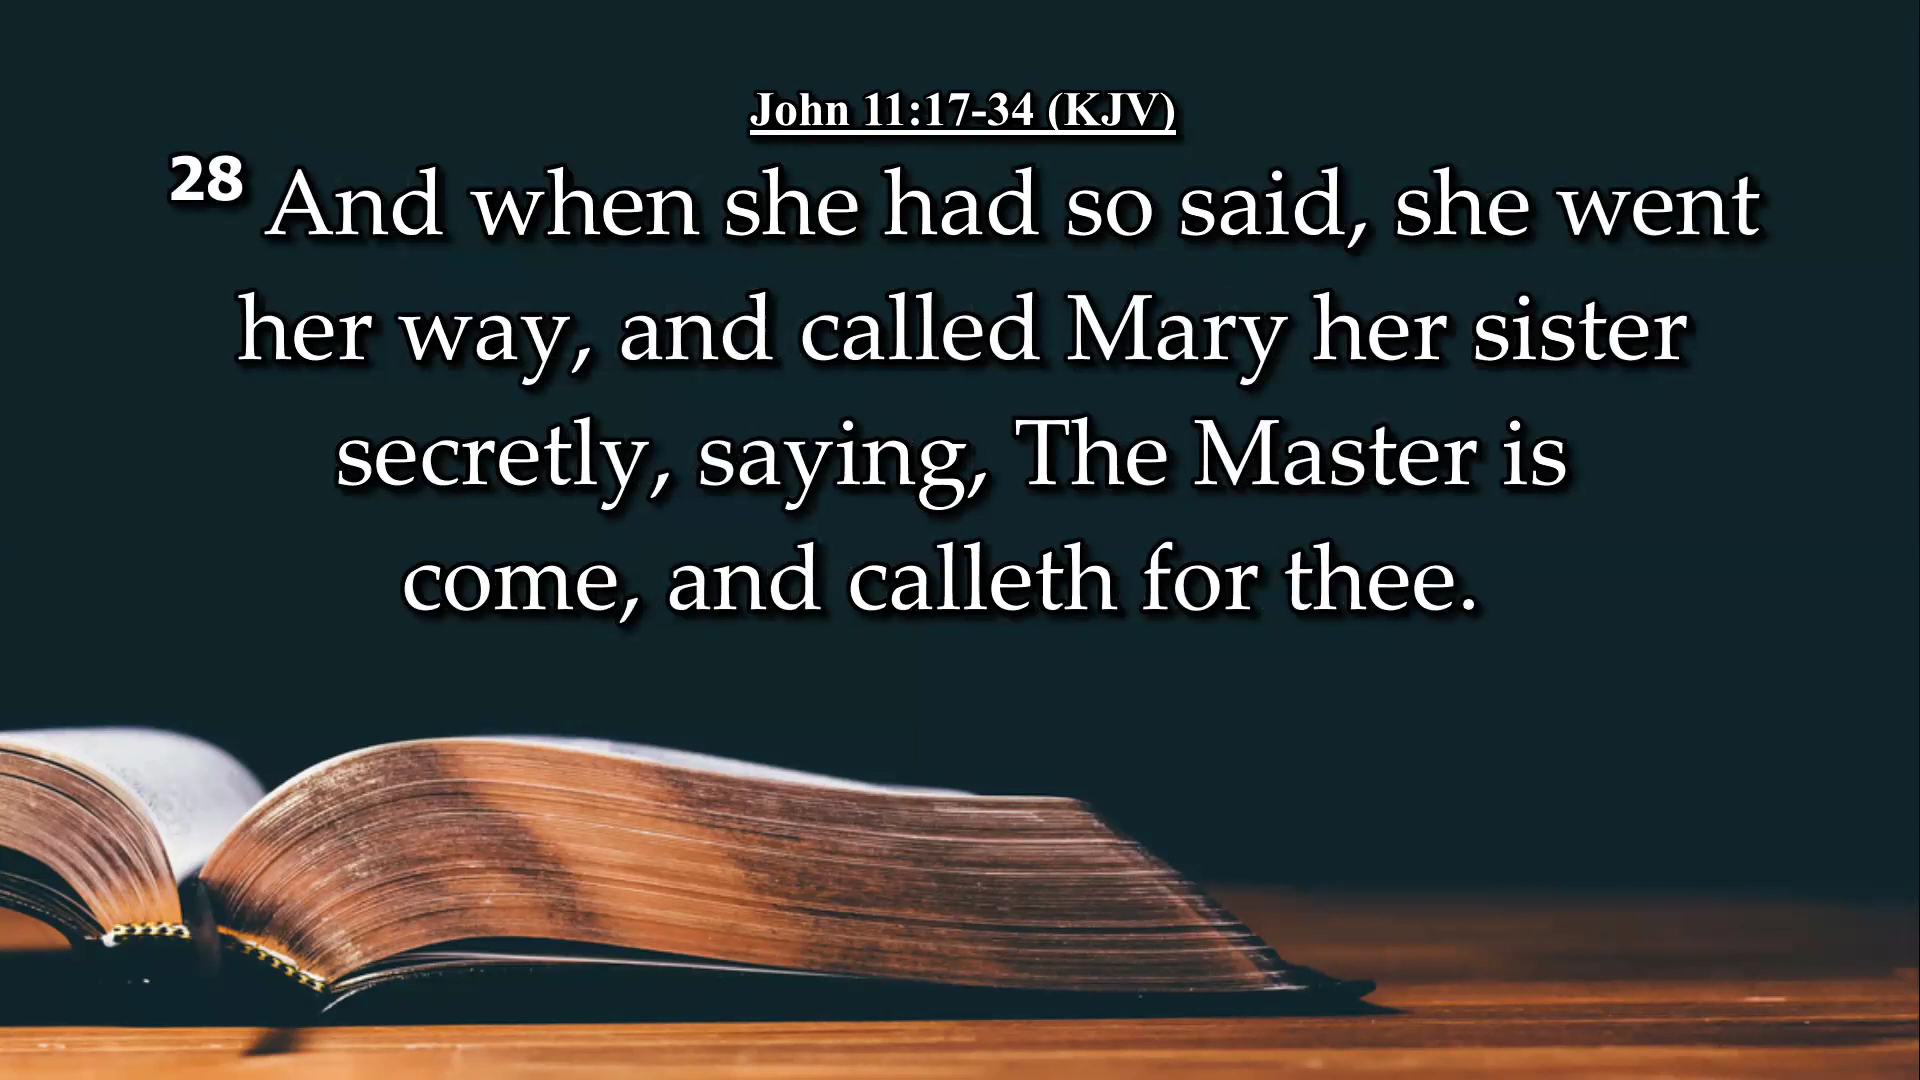 John 11:17-34 (KJV)
28 And when she had so said, she went
her way, and called Mary her sister
secretly, saying, The Master is
come, and calleth for thee.